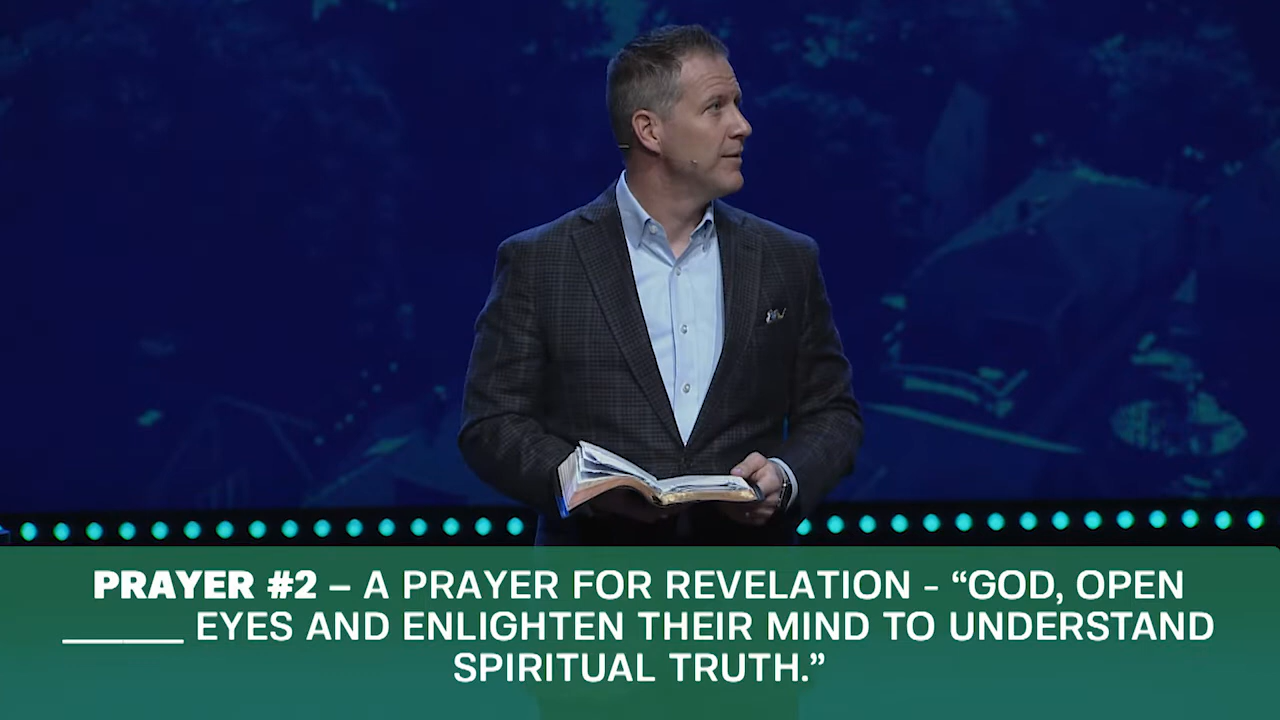 PRAYER #2 – A PRAYER FOR REVELATION - “GOD, OPEN
______ EYES AND ENLIGHTEN THEIR MIND TO UNDERSTAND
SPIRITUAL TRUTH.”